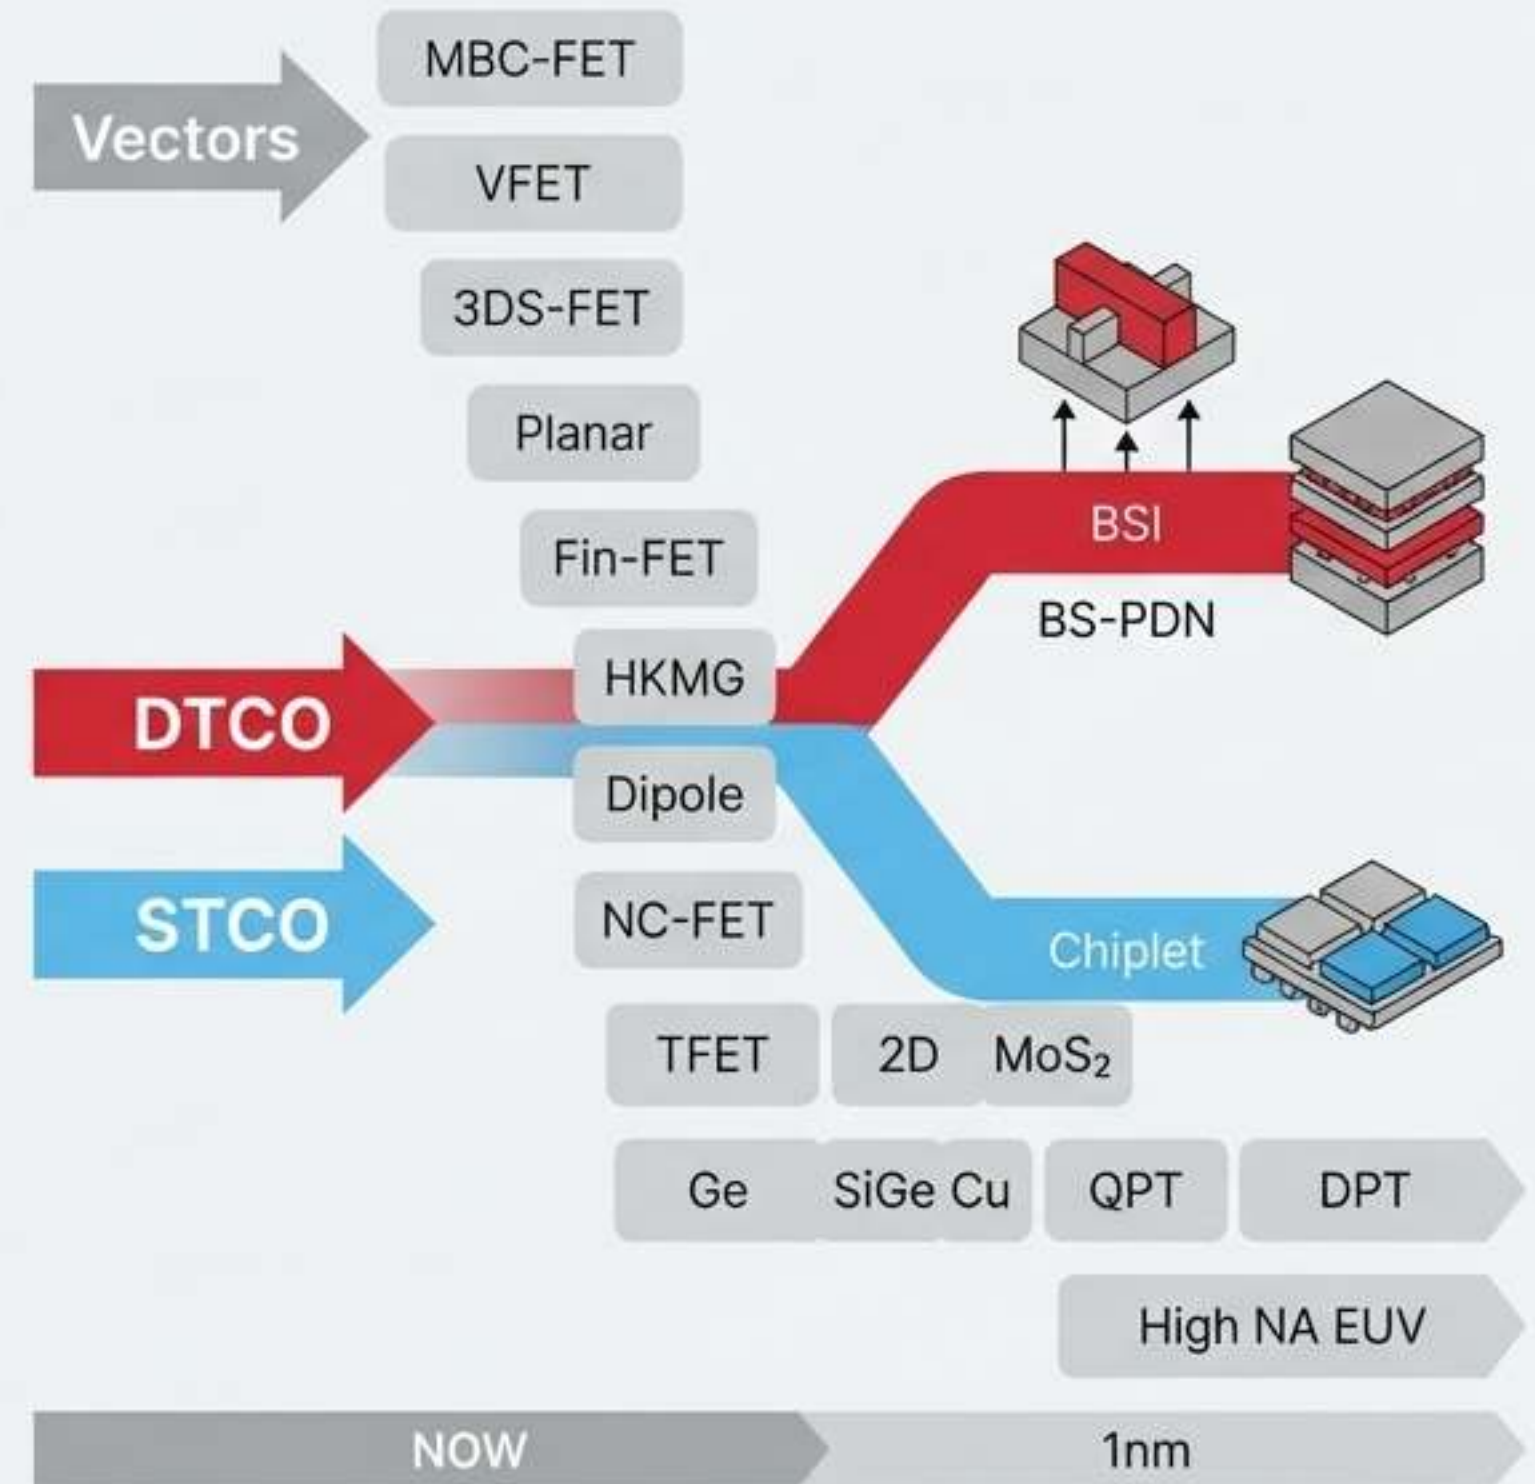 MBC-FET
Vectors
VFET
3DS-FET
Planar
BSI
Fin-FET
BS-PDN
HKMG
DTCO
Dipole
STCO
NC-FET
Chiplet
TFET 2D MoS₂
Ge SiGe Cu QPT DPT
High NA EUV
NOW 1nm